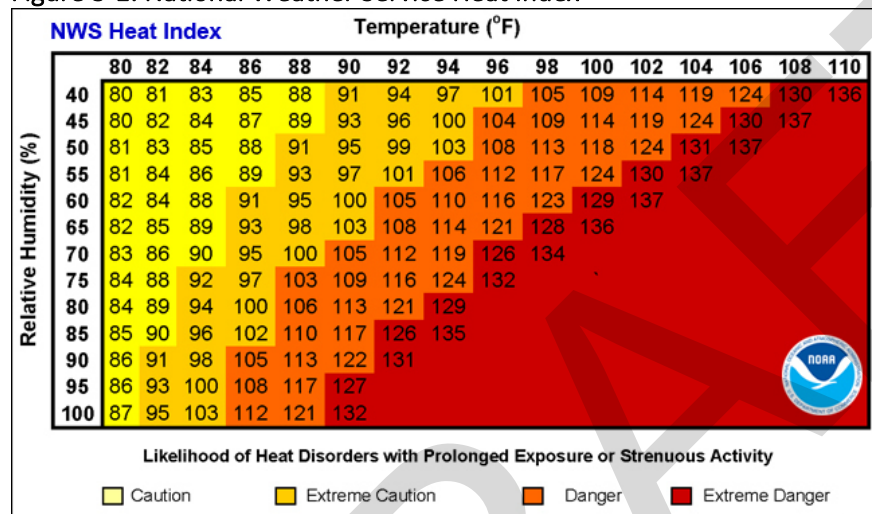 NWS Heat Index Temperature (°F)
80 82 84 86 88 90 92 94 96 98 100 102 104 106 108 110
40 80 81 83 85 88 91 94 97 101 105 109 114 119 124 130 136
45 80 82 84 87 89 93 96 100 104 109 114 119 124 130 137
50 81 83 85 88 91 95 99 103 108 113 118 124 131 137
55 81 84 86 89 93 97 101 106 112 117 124 130 137
60 82 84 88 91 95 100 105 110 116 123 129 137
65 82 85 89 93 98 103 108 114 121 128 136
70 83 86 90 95 100 105 112 119 126 134
75 84 88 92 97 103 109 116 124 132
80 84 89 94 100 106 113 121 129
85 85 90 96 102 110 117 126 135
90 86 91 98 105 113 122 131
95 86 93 100 108 117 127
100 87 95 103 112 121 132
Relative Humidity (%)
NOAA
Likelihood of Heat Disorders with Prolonged Exposure or Strenuous Activity
Caution Extreme Caution Danger Extreme Danger